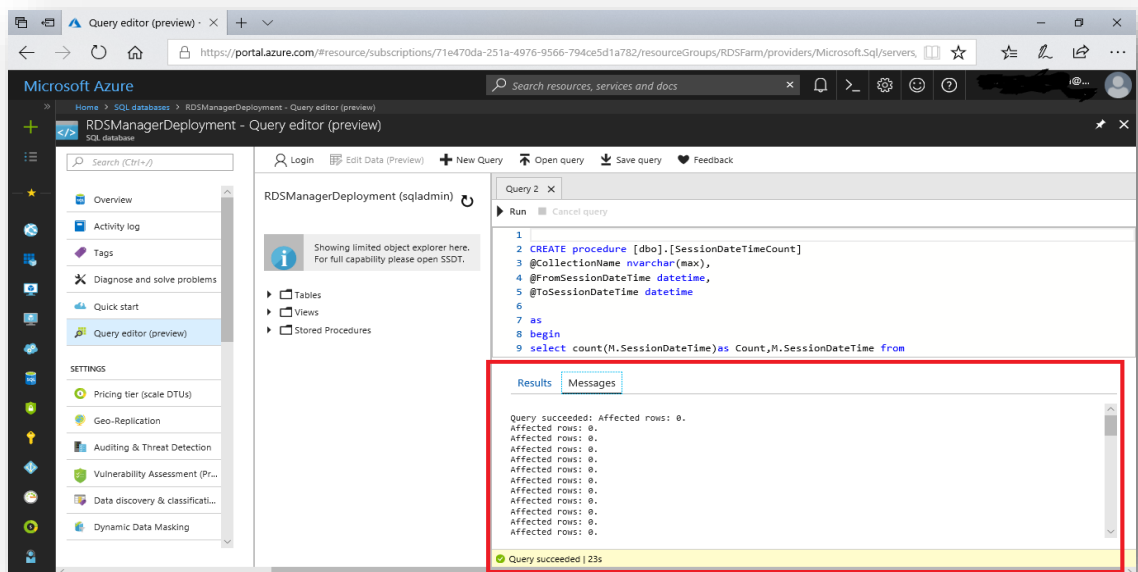 Query editor (preview) -
https://portal.azure.com/#resource/subscriptions/71e470da-251a-4976-9566-794ce5d1a782/resourceGroups/RDSFarm/providers/Microsoft.Sql/servers,
Microsoft Azure
Search resources, services and docs
@...
Home > SQL databases > RDSManagerDeployment - Query editor (preview)
RDSManagerDeployment - Query editor (preview)
SQL database
Search (Ctrl+/)
Overview
Activity log
Tags
Diagnose and solve problems
Quick start
Query editor (preview)
SETTINGS
Pricing tier (scale DTUs)
Geo-Replication
Auditing & Threat Detection
Vulnerability Assessment (Pr...
Data discovery & classificati...
Dynamic Data Masking
Login
Edit Data (Preview)
New Query
Open query
Save query
Feedback
RDSManagerDeployment (sqladmin)
Showing limited object explorer here.
For full capability please open SSDT.
Tables
Views
Stored Procedures
Query 2
Run
Cancel query
1
2 CREATE procedure [dbo].[SessionDateTimeCount]
3 @CollectionName nvarchar(max),
4 @FromSessionDateTime datetime,
5 @ToSessionDateTime datetime
6
7 as
8 begin
9 select count(M.SessionDateTime)as Count,M.SessionDateTime from
Results
Messages
Query succeeded: Affected rows: 0.
Affected rows: 0.
Affected rows: 0.
Affected rows: 0.
Affected rows: 0.
Affected rows: 0.
Affected rows: 0.
Affected rows: 0.
Affected rows: 0.
Affected rows: 0.
Affected rows: 0.
Affected rows: 0.
Query succeeded | 23s